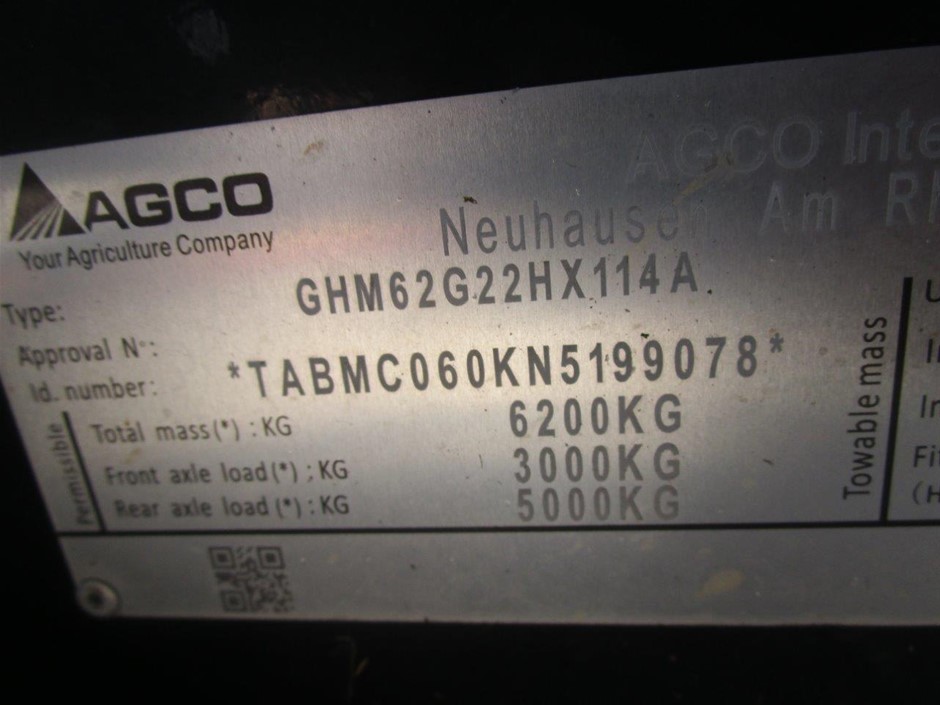 AGCO
Your Agriculture Company
AGCO
Neuhausen Am
Type: GHM62G22HX114A
Approval N°:
Id. number: *TABMC060KN5199078*
Permissible
Total mass(*) : KG 6200KG
Front axle load(*) : KG 3000KG
Rear axle load(*) : KG 5000KG
Towable mass